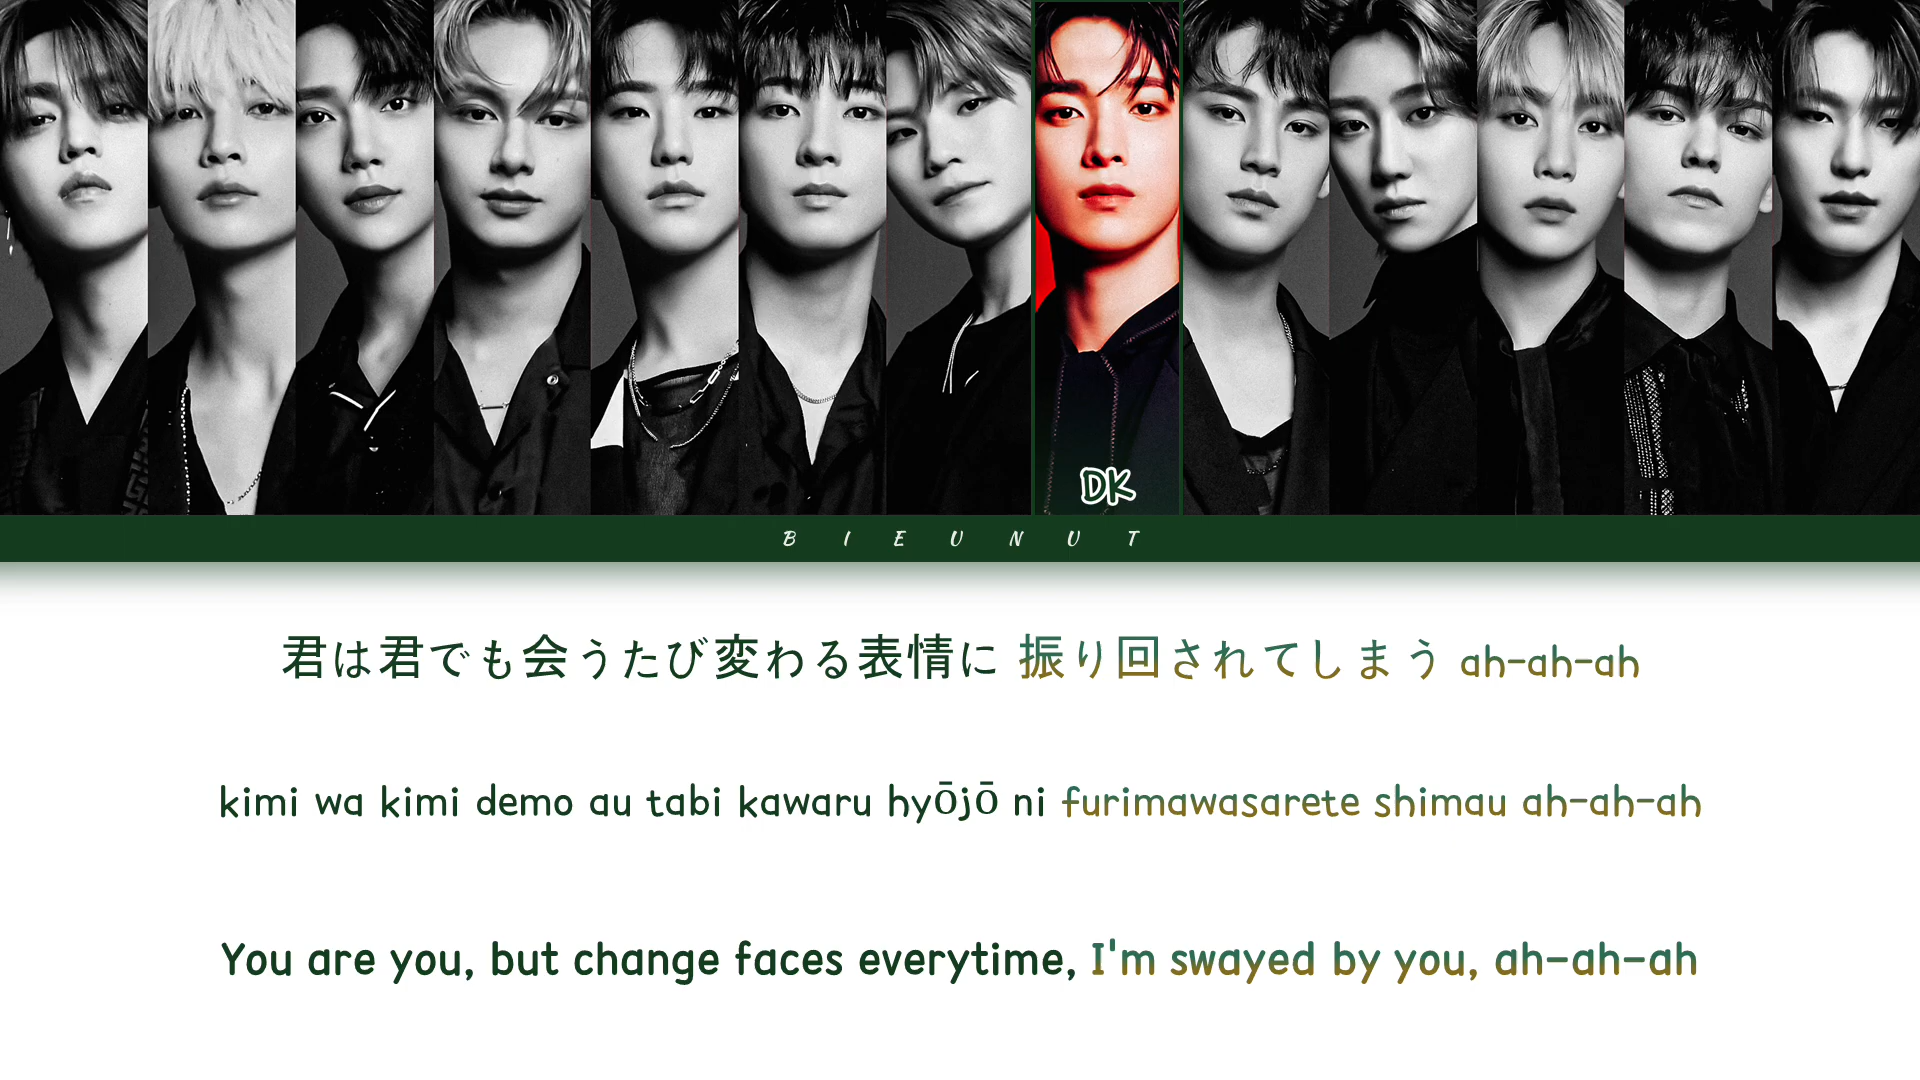 DK
BIEUNUT
君は君でも会うたび変わる表情に 振り回されてしまう ah-ah-ah
kimi wa kimi demo au tabi kawaru hyōjō ni furimawasarete shimau ah-ah-ah
You are you, but change faces everytime, I'm swayed by you, ah-ah-ah